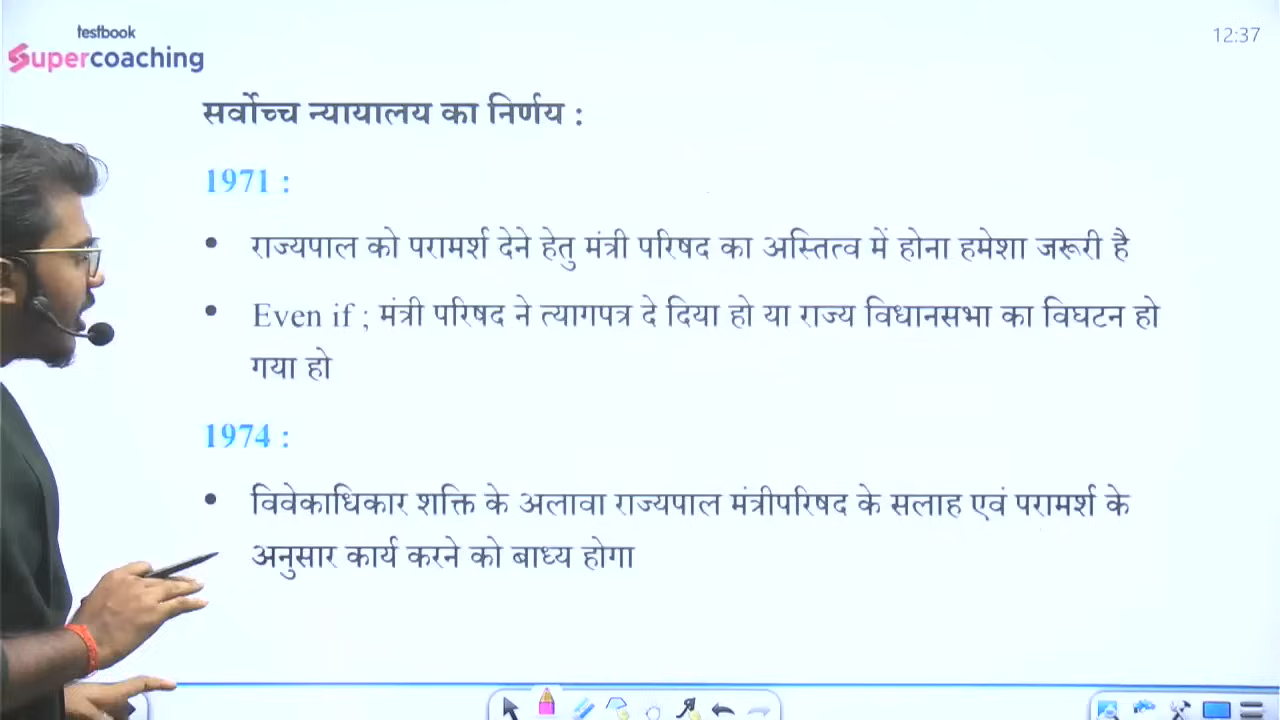 testbook
Supercoaching
12:37
सर्वोच्च न्यायालय का निर्णय :
1971 :
• राज्यपाल को परामर्श देने हेतु मंत्री परिषद का अस्तित्व में होना हमेशा जरूरी है
• Even if ; मंत्री परिषद ने त्यागपत्र दे दिया हो या राज्य विधानसभा का विघटन हो
गया हो
1974 :
• विवेकाधिकार शक्ति के अलावा राज्यपाल मंत्रीपरिषद के सलाह एवं परामर्श के
अनुसार कार्य करने को बाध्य होगा